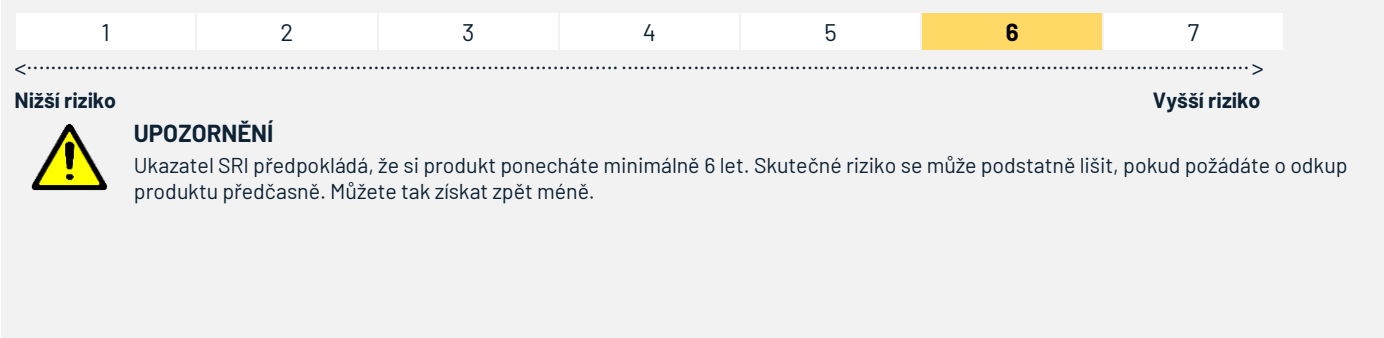 1 2 3 4 5 6 7
<··································································································>
Nižší riziko Vyšší riziko
UPOZORNĚNÍ
Ukazatel SRI předpokládá, že si produkt ponecháte minimálně 6 let. Skutečné riziko se může podstatně lišit, pokud požádáte o odkup
produktu předčasně. Můžete tak získat zpět méně.